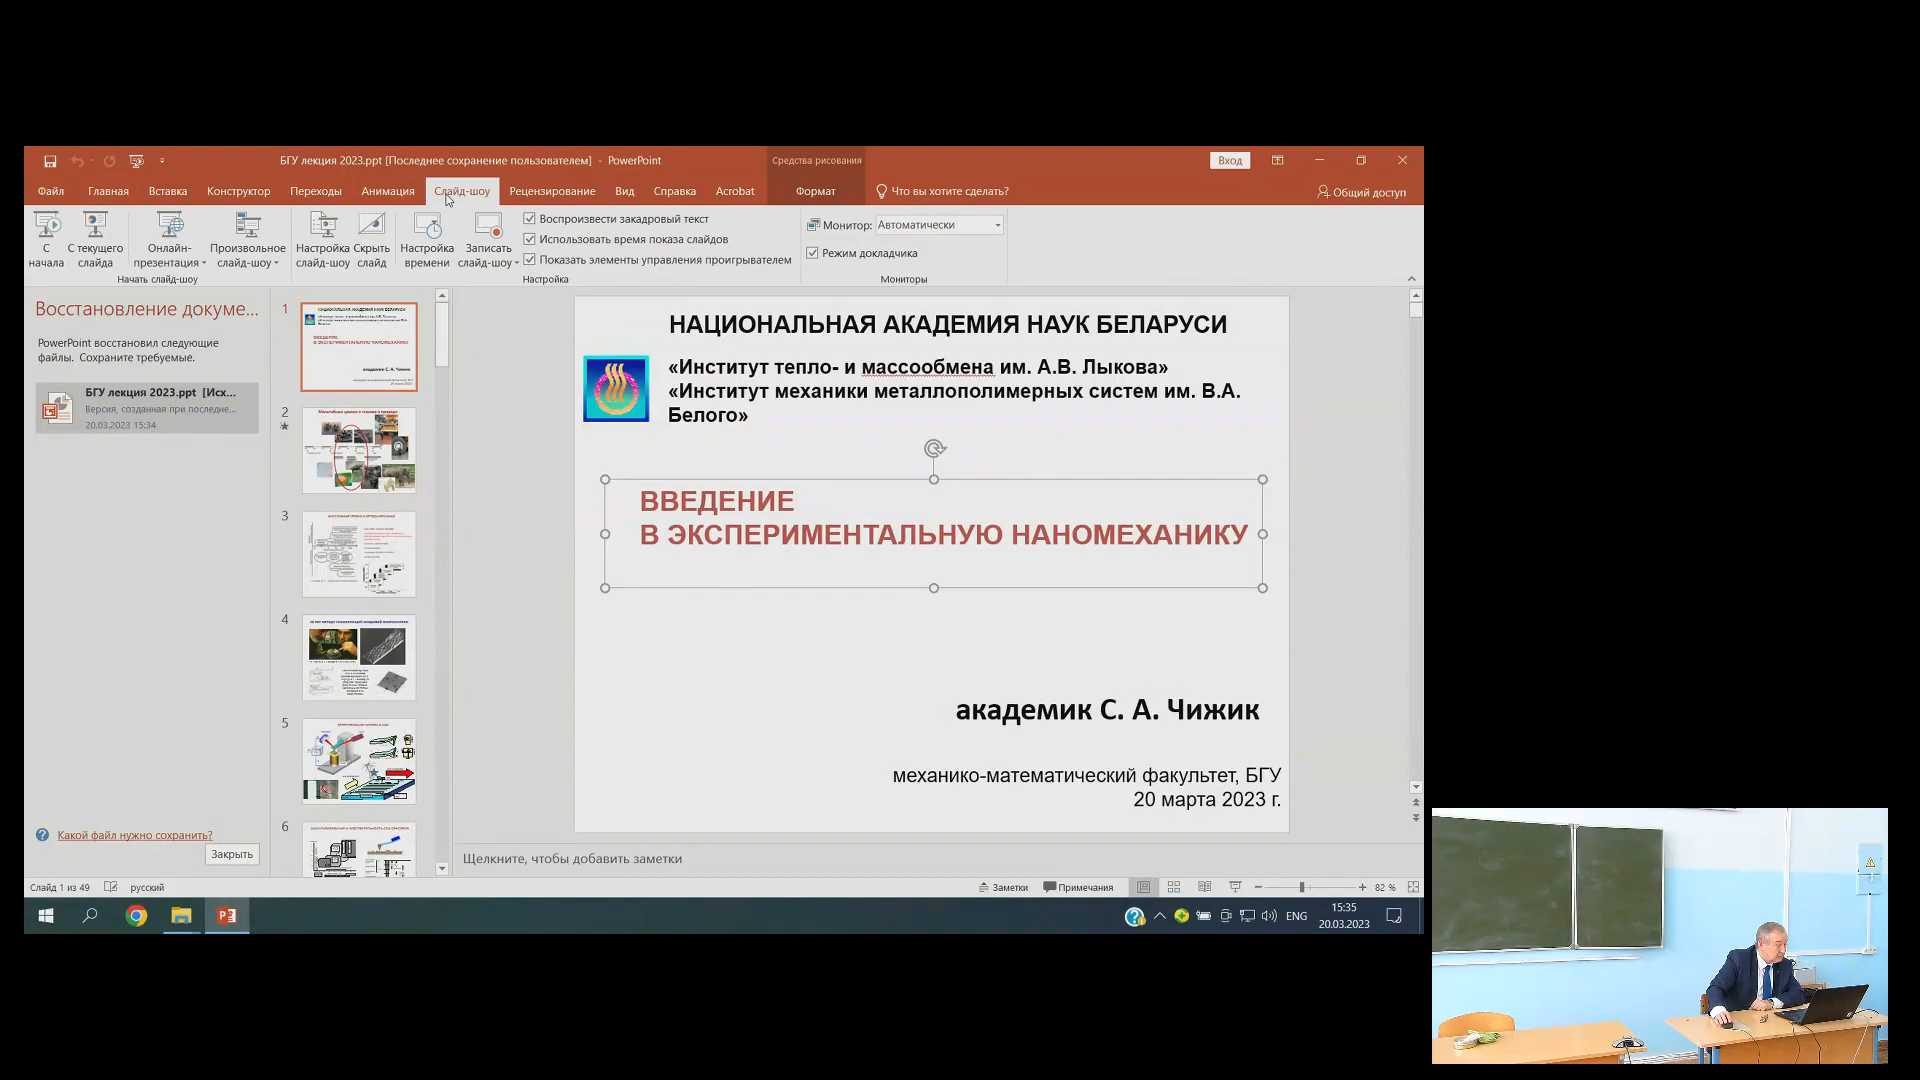 БГУ лекция 2023.ppt [Последнее сохранение пользователем] - PowerPoint
Средства рисования
Вход
Файл
Главная
Вставка
Конструктор
Переходы
Анимация
Слайд-шоу
Рецензирование
Вид
Справка
Acrobat
Формат
Что вы хотите сделать?
Общий доступ
С начала
С текущего слайда
Онлайн-презентация
Произвольное слайд-шоу
Начать слайд-шоу
Настройка слайд-шоу
Скрыть слайд
Настройка времени
Записать слайд-шоу
Воспроизвести закадровый текст
Использовать время показа слайдов
Показать элементы управления проигрывателем
Настройка
Монитор:
Автоматически
Режим докладчика
Мониторы
Восстановление докуме...
PowerPoint восстановил следующие
файлы. Сохраните требуемые.
БГУ лекция 2023.ppt [Исх...
Версия, созданная при последне...
20.03.2023 15:34
Какой файл нужно сохранить?
Закрыть
1
2
3
4
5
6
НАЦИОНАЛЬНАЯ АКАДЕМИЯ НАУК БЕЛАРУСИ
«Институт тепло- и массообмена им. А.В. Лыкова»
«Институт механики металлополимерных систем им. В.А.
Белого»
ВВЕДЕНИЕ
В ЭКСПЕРИМЕНТАЛЬНУЮ НАНОМЕХАНИКУ
академик С. А. Чижик
механико-математический факультет, БГУ
20 марта 2023 г.
Щелкните, чтобы добавить заметки
Слайд 1 из 49
русский
Заметки
Примечания
82 %
ENG
15:35
20.03.2023